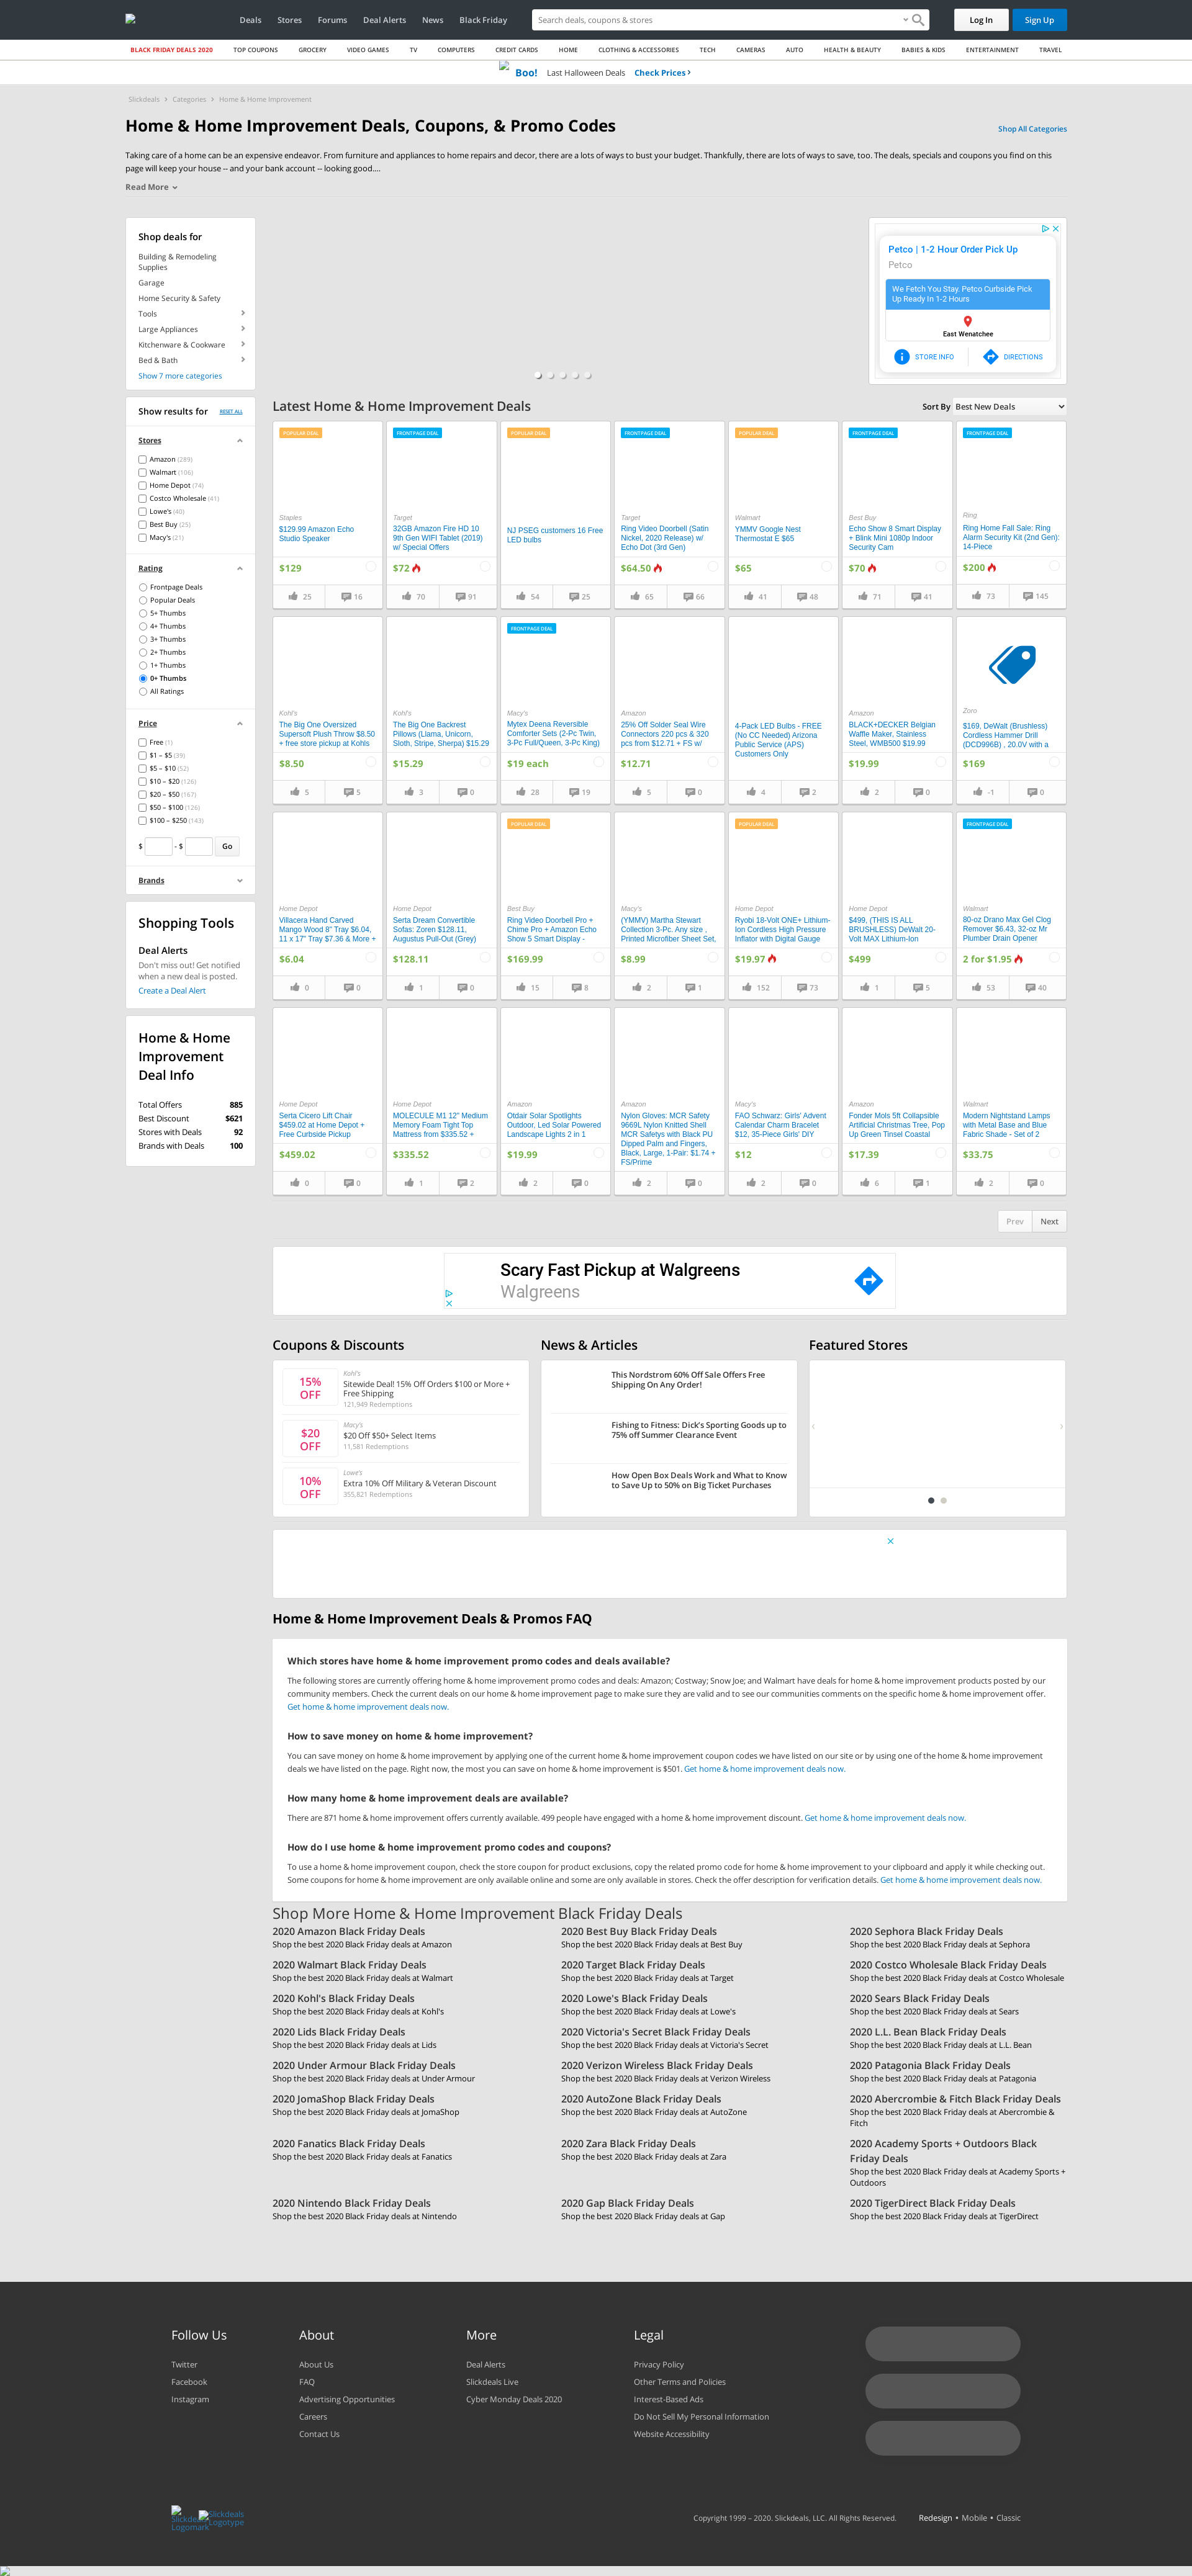 Deals Stores Forums Deal Alerts News Black Friday
Search deals, coupons & stores
Log In
Sign Up
BLACK FRIDAY DEALS 2020 TOP COUPONS GROCERY VIDEO GAMES TV COMPUTERS CREDIT CARDS HOME CLOTHING & ACCESSORIES TECH CAMERAS AUTO HEALTH & BEAUTY BABIES & KIDS ENTERTAINMENT TRAVEL
Boo! Last Halloween Deals Check Prices
Slickdeals Categories Home & Home Improvement
Home & Home Improvement Deals, Coupons, & Promo Codes
Shop All Categories
Taking care of a home can be an expensive endeavor. From furniture and appliances to home repairs and decor, there are a lots of ways to bust your budget. Thankfully, there are lots of ways to save, too. The deals, specials and coupons you find on this
page will keep your house -- and your bank account -- looking good....
Read More
Shop deals for
Building & Remodeling
Supplies
Garage
Home Security & Safety
Tools
Large Appliances
Kitchenware & Cookware
Bed & Bath
Show 7 more categories
Petco | 1-2 Hour Order Pick Up
Petco
We Fetch You Stay. Petco Curbside Pick
Up Ready In 1-2 Hours
East Wenatchee
STORE INFO
DIRECTIONS
Show results for RESET ALL
Stores
Amazon (289)
Walmart (106)
Home Depot (74)
Costco Wholesale (41)
Lowe's (40)
Best Buy (25)
Macy's (21)
Rating
Frontpage Deals
Popular Deals
5+ Thumbs
4+ Thumbs
3+ Thumbs
2+ Thumbs
1+ Thumbs
0+ Thumbs
All Ratings
Price
Free (1)
$1 – $5 (39)
$5 – $10 (52)
$10 – $20 (126)
$20 – $50 (167)
$50 – $100 (126)
$100 – $250 (143)
$ - $ Go
Brands
Shopping Tools
Deal Alerts
Don't miss out! Get notified
when a new deal is posted.
Create a Deal Alert
Home & Home
Improvement
Deal Info
Total Offers 885
Best Discount $621
Stores with Deals 92
Brands with Deals 100
Latest Home & Home Improvement Deals
Sort By Best New Deals
POPULAR DEAL
Staples
$129.99 Amazon Echo
Studio Speaker
$129
25 16
FRONTPAGE DEAL
Target
32GB Amazon Fire HD 10
9th Gen WIFI Tablet (2019)
w/ Special Offers
$72
70 91
POPULAR DEAL
NJ PSEG customers 16 Free
LED bulbs
54 25
FRONTPAGE DEAL
Target
Ring Video Doorbell (Satin
Nickel, 2020 Release) w/
Echo Dot (3rd Gen)
$64.50
65 66
POPULAR DEAL
Walmart
YMMV Google Nest
Thermostat E $65
$65
41 48
FRONTPAGE DEAL
Best Buy
Echo Show 8 Smart Display
+ Blink Mini 1080p Indoor
Security Cam
$70
71 41
FRONTPAGE DEAL
Ring
Ring Home Fall Sale: Ring
Alarm Security Kit (2nd Gen):
14-Piece
$200
73 145
Kohl's
The Big One Oversized
Supersoft Plush Throw $8.50
+ free store pickup at Kohls
$8.50
5 5
Kohl's
The Big One Backrest
Pillows (Llama, Unicorn,
Sloth, Stripe, Sherpa) $15.29
$15.29
3 0
FRONTPAGE DEAL
Macy's
Mytex Deena Reversible
Comforter Sets (2-Pc Twin,
3-Pc Full/Queen, 3-Pc King)
$19 each
28 19
Amazon
25% Off Solder Seal Wire
Connectors 220 pcs & 320
pcs from $12.71 + FS w/
$12.71
5 0
4-Pack LED Bulbs - FREE
(No CC Needed) Arizona
Public Service (APS)
Customers Only
4 2
Amazon
BLACK+DECKER Belgian
Waffle Maker, Stainless
Steel, WMB500 $19.99
$19.99
2 0
Zoro
$169, DeWalt (Brushless)
Cordless Hammer Drill
(DCD996B) , 20.0V with a
$169
-1 0
Home Depot
Villacera Hand Carved
Mango Wood 8" Tray $6.04,
11 x 17" Tray $7.36 & More +
$6.04
0 0
Home Depot
Serta Dream Convertible
Sofas: Zoren $128.11,
Augustus Pull-Out (Grey)
$128.11
1 0
POPULAR DEAL
Best Buy
Ring Video Doorbell Pro +
Chime Pro + Amazon Echo
Show 5 Smart Display -
$169.99
15 8
Macy's
(YMMV) Martha Stewart
Collection 3-Pc. Any size ,
Printed Microfiber Sheet Set,
$8.99
2 1
POPULAR DEAL
Home Depot
Ryobi 18-Volt ONE+ Lithium-
Ion Cordless High Pressure
Inflator with Digital Gauge
$19.97
152 73
Home Depot
$499, (THIS IS ALL
BRUSHLESS) DeWalt 20-
Volt MAX Lithium-Ion
$499
1 5
FRONTPAGE DEAL
Walmart
80-oz Drano Max Gel Clog
Remover $6.43, 32-oz Mr
Plumber Drain Opener
2 for $1.95
53 40
Home Depot
Serta Cicero Lift Chair
$459.02 at Home Depot +
Free Curbside Pickup
$459.02
0 0
Home Depot
MOLECULE M1 12" Medium
Memory Foam Tight Top
Mattress from $335.52 +
$335.52
1 2
Amazon
Otdair Solar Spotlights
Outdoor, Led Solar Powered
Landscape Lights 2 in 1
$19.99
2 0
Amazon
Nylon Gloves: MCR Safety
9669L Nylon Knitted Shell
MCR Safetys with Black PU
Dipped Palm and Fingers,
Black, Large, 1-Pair: $1.74 +
FS/Prime
2 0
Macy's
FAO Schwarz: Girls' Advent
Calendar Charm Bracelet
$12, 35-Piece Girls' DIY
$12
2 0
Amazon
Fonder Mols 5ft Collapsible
Artificial Christmas Tree, Pop
Up Green Tinsel Coastal
$17.39
6 1
Walmart
Modern Nightstand Lamps
with Metal Base and Blue
Fabric Shade - Set of 2
$33.75
2 0
Prev Next
Scary Fast Pickup at Walgreens
Walgreens
Coupons & Discounts
15%
OFF
Kohl's
Sitewide Deal! 15% Off Orders $100 or More +
Free Shipping
121,949 Redemptions
$20
OFF
Macy's
$20 Off $50+ Select Items
11,581 Redemptions
10%
OFF
Lowe's
Extra 10% Off Military & Veteran Discount
355,821 Redemptions
News & Articles
This Nordstrom 60% Off Sale Offers Free
Shipping On Any Order!
Fishing to Fitness: Dick's Sporting Goods up to
75% off Summer Clearance Event
How Open Box Deals Work and What to Know
to Save Up to 50% on Big Ticket Purchases
Featured Stores
Home & Home Improvement Deals & Promos FAQ
Which stores have home & home improvement promo codes and deals available?
The following stores are currently offering home & home improvement promo codes and deals: Amazon; Costway; Snow Joe; and Walmart have deals for home & home improvement products posted by our
community members. Check the current deals on our home & home improvement page to make sure they are valid and to see our communities comments on the specific home & home improvement offer.
Get home & home improvement deals now.
How to save money on home & home improvement?
You can save money on home & home improvement by applying one of the current home & home improvement coupon codes we have listed on our site or by using one of the home & home improvement
deals we have listed on the page. Right now, the most you can save on home & home improvement is $501. Get home & home improvement deals now.
How many home & home improvement deals are available?
There are 871 home & home improvement offers currently available. 499 people have engaged with a home & home improvement discount. Get home & home improvement deals now.
How do I use home & home improvement promo codes and coupons?
To use a home & home improvement coupon, check the store coupon for product exclusions, copy the related promo code for home & home improvement to your clipboard and apply it while checking out.
Some coupons for home & home improvement are only available online and some are only available in stores. Check the offer description for verification details. Get home & home improvement deals now.
Shop More Home & Home Improvement Black Friday Deals
2020 Amazon Black Friday Deals
Shop the best 2020 Black Friday deals at Amazon
2020 Best Buy Black Friday Deals
Shop the best 2020 Black Friday deals at Best Buy
2020 Sephora Black Friday Deals
Shop the best 2020 Black Friday deals at Sephora
2020 Walmart Black Friday Deals
Shop the best 2020 Black Friday deals at Walmart
2020 Target Black Friday Deals
Shop the best 2020 Black Friday deals at Target
2020 Costco Wholesale Black Friday Deals
Shop the best 2020 Black Friday deals at Costco Wholesale
2020 Kohl's Black Friday Deals
Shop the best 2020 Black Friday deals at Kohl's
2020 Lowe's Black Friday Deals
Shop the best 2020 Black Friday deals at Lowe's
2020 Sears Black Friday Deals
Shop the best 2020 Black Friday deals at Sears
2020 Lids Black Friday Deals
Shop the best 2020 Black Friday deals at Lids
2020 Victoria's Secret Black Friday Deals
Shop the best 2020 Black Friday deals at Victoria's Secret
2020 L.L. Bean Black Friday Deals
Shop the best 2020 Black Friday deals at L.L. Bean
2020 Under Armour Black Friday Deals
Shop the best 2020 Black Friday deals at Under Armour
2020 Verizon Wireless Black Friday Deals
Shop the best 2020 Black Friday deals at Verizon Wireless
2020 Patagonia Black Friday Deals
Shop the best 2020 Black Friday deals at Patagonia
2020 JomaShop Black Friday Deals
Shop the best 2020 Black Friday deals at JomaShop
2020 AutoZone Black Friday Deals
Shop the best 2020 Black Friday deals at AutoZone
2020 Abercrombie & Fitch Black Friday Deals
Shop the best 2020 Black Friday deals at Abercrombie &
Fitch
2020 Fanatics Black Friday Deals
Shop the best 2020 Black Friday deals at Fanatics
2020 Zara Black Friday Deals
Shop the best 2020 Black Friday deals at Zara
2020 Academy Sports + Outdoors Black
Friday Deals
Shop the best 2020 Black Friday deals at Academy Sports +
Outdoors
2020 Nintendo Black Friday Deals
Shop the best 2020 Black Friday deals at Nintendo
2020 Gap Black Friday Deals
Shop the best 2020 Black Friday deals at Gap
2020 TigerDirect Black Friday Deals
Shop the best 2020 Black Friday deals at TigerDirect
Follow Us
Twitter
Facebook
Instagram
About
About Us
FAQ
Advertising Opportunities
Careers
Contact Us
More
Deal Alerts
Slickdeals Live
Cyber Monday Deals 2020
Legal
Privacy Policy
Other Terms and Policies
Interest-Based Ads
Do Not Sell My Personal Information
Website Accessibility
Slickdeals
Logotype
Logomark
Copyright 1999 – 2020. Slickdeals, LLC. All Rights Reserved.
Redesign • Mobile • Classic